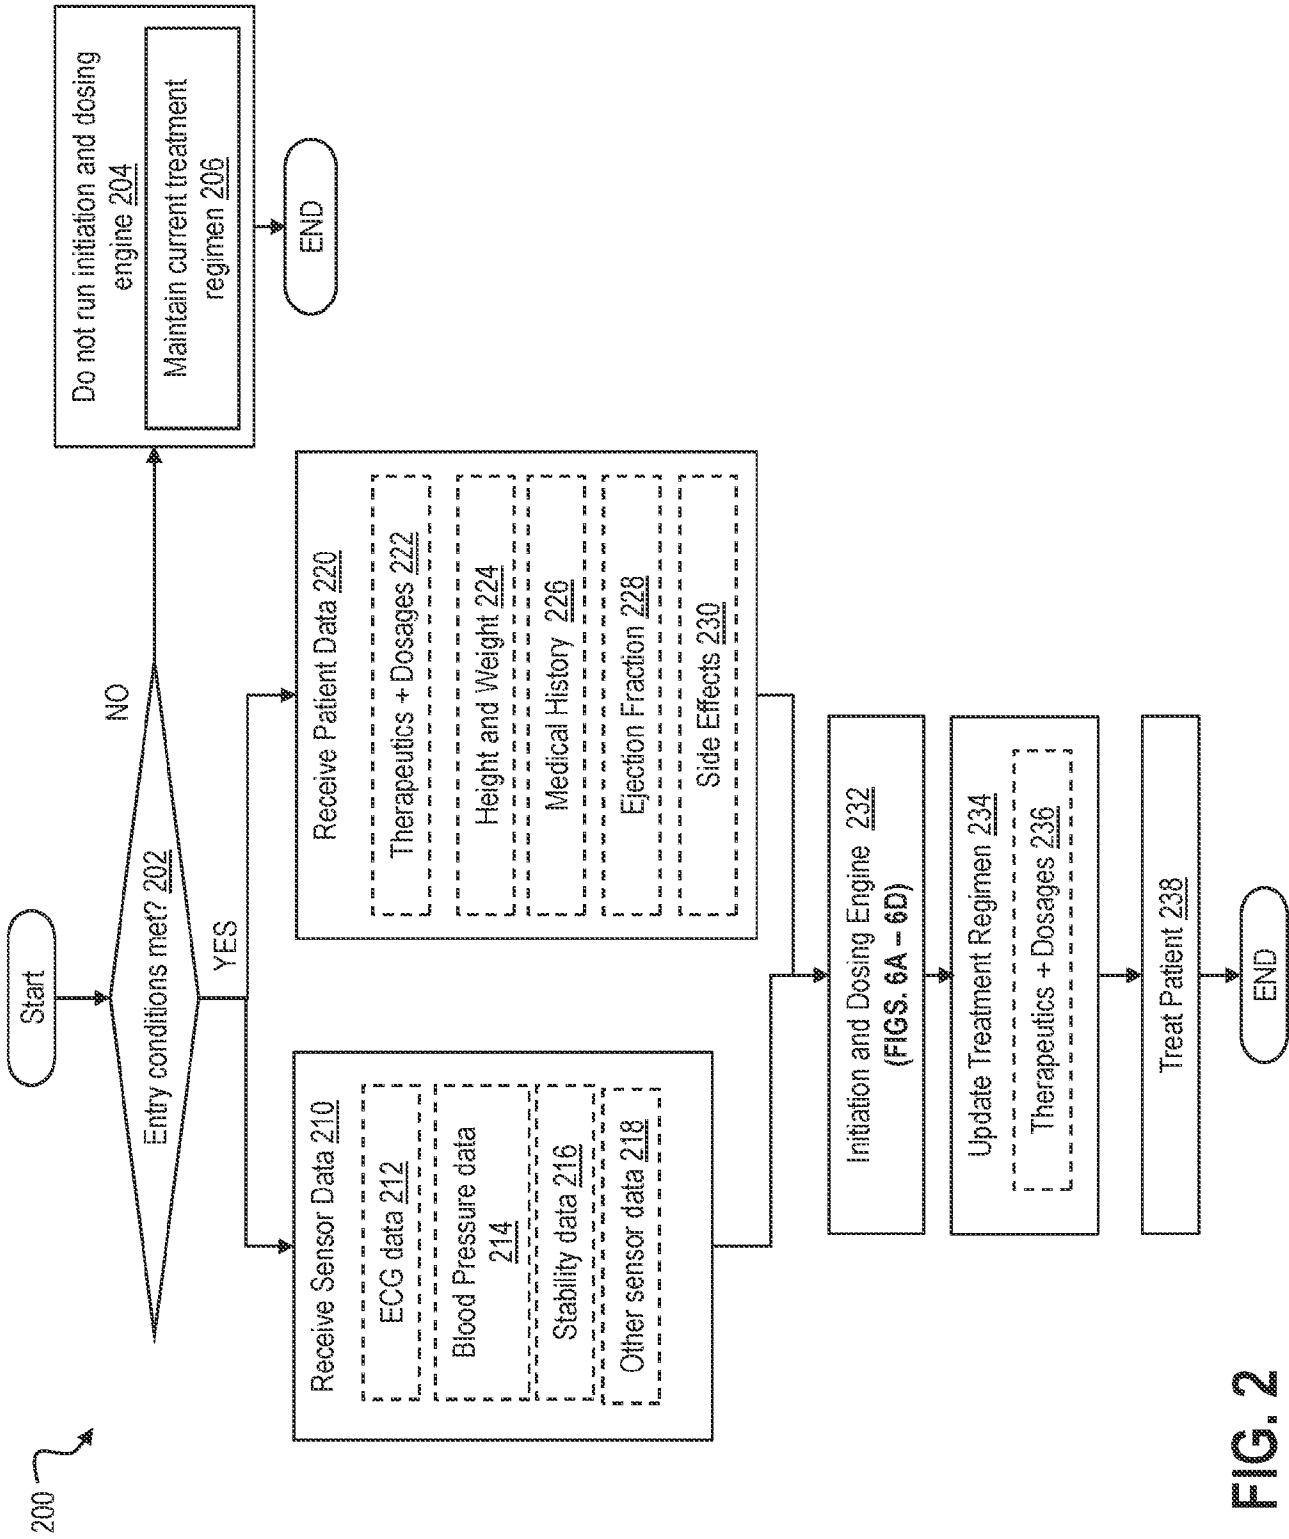 200
Start
Entry conditions met? 202
NO
Do not run initiation and dosing
engine 204
Maintain current treatment
regimen 206
END
YES
Receive Sensor Data 210
ECG data 212
Blood Pressure data
214
Stability data 216
Other sensor data 218
Receive Patient Data 220
Therapeutics + Dosages 222
Height and Weight 224
Medical History 226
Ejection Fraction 228
Side Effects 230
Initiation and Dosing Engine 232
(FIGS. 6A – 6D)
Update Treatment Regimen 234
Therapeutics + Dosages 236
Treat Patient 238
END
FIG. 2